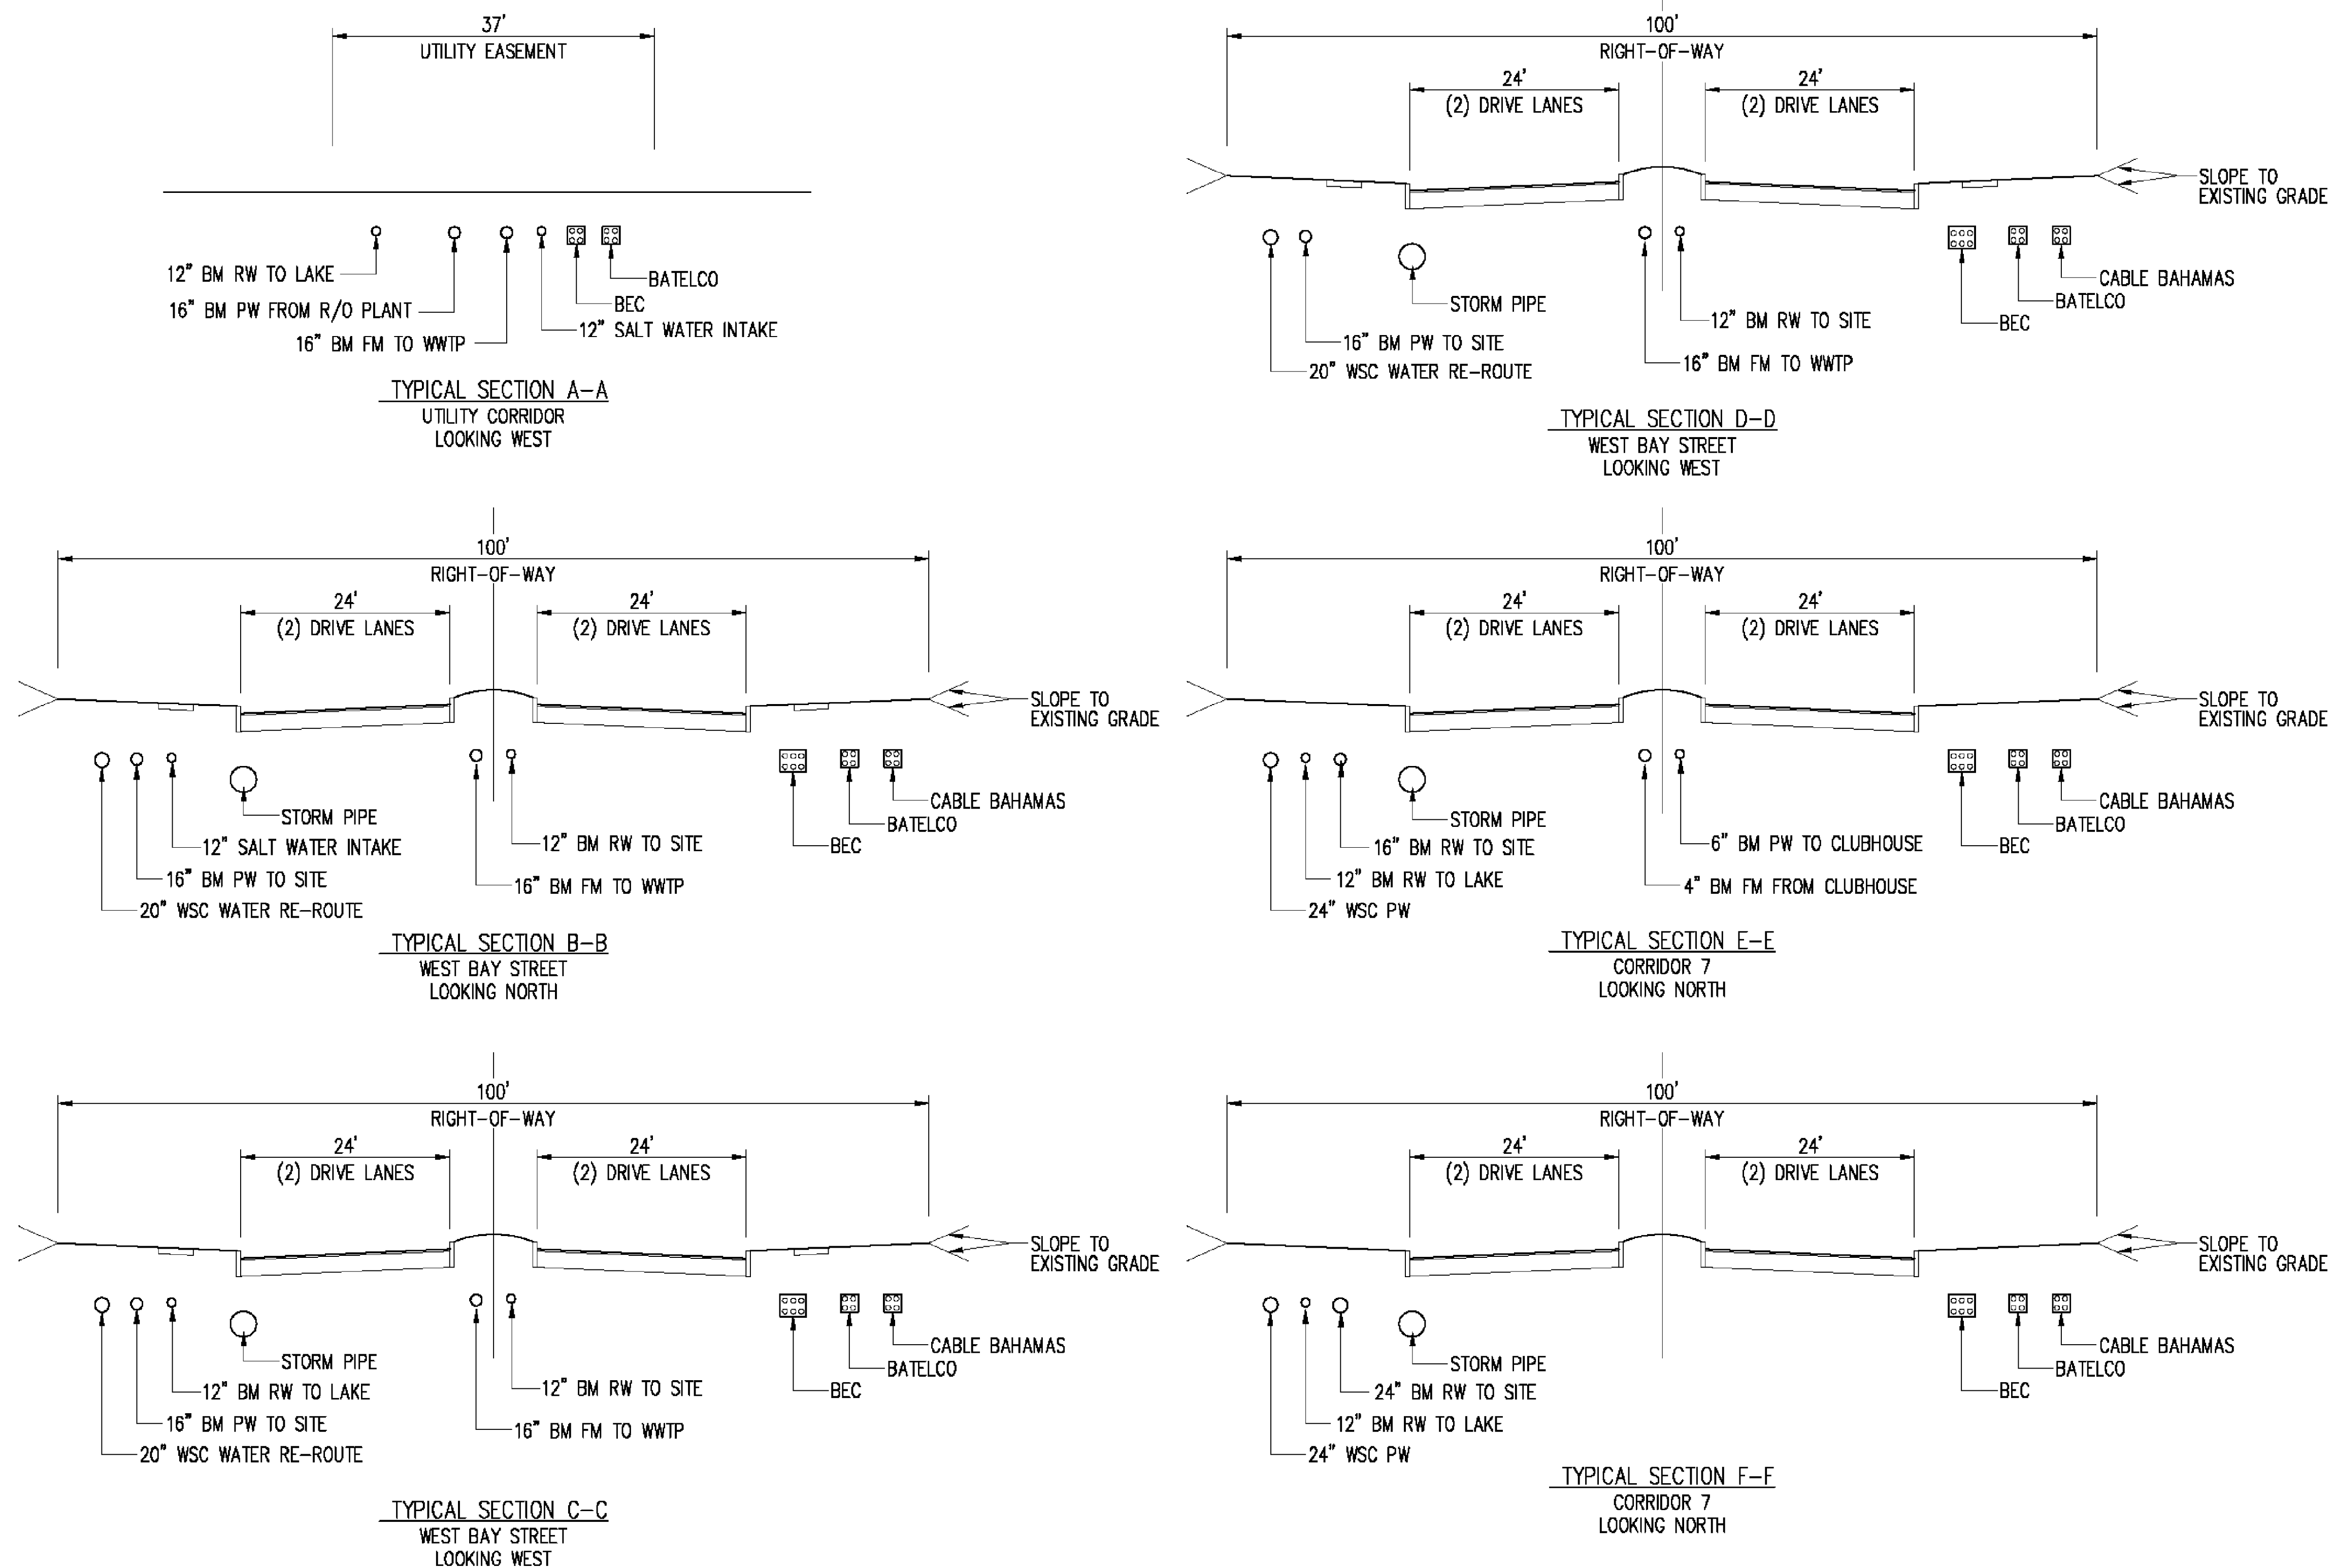 37'
UTILITY EASEMENT
12" BM RW TO LAKE
16" BM PW FROM R/O PLANT
16" BM FM TO WWTP
BATELCO
BEC
12" SALT WATER INTAKE
TYPICAL SECTION A-A
UTILITY CORRIDOR
LOOKING WEST
100'
RIGHT-OF-WAY
24'
(2) DRIVE LANES
24'
(2) DRIVE LANES
SLOPE TO
EXISTING GRADE
STORM PIPE
16" BM PW TO SITE
20" WSC WATER RE-ROUTE
12" BM RW TO SITE
16" BM FM TO WWTP
CABLE BAHAMAS
BATELCO
BEC
TYPICAL SECTION D-D
WEST BAY STREET
LOOKING WEST
100'
RIGHT-OF-WAY
24'
(2) DRIVE LANES
24'
(2) DRIVE LANES
SLOPE TO
EXISTING GRADE
STORM PIPE
12" SALT WATER INTAKE
16" BM PW TO SITE
20" WSC WATER RE-ROUTE
12" BM RW TO SITE
16" BM FM TO WWTP
CABLE BAHAMAS
BATELCO
BEC
TYPICAL SECTION B-B
WEST BAY STREET
LOOKING NORTH
100'
RIGHT-OF-WAY
24'
(2) DRIVE LANES
24'
(2) DRIVE LANES
SLOPE TO
EXISTING GRADE
STORM PIPE
16" BM RW TO SITE
12" BM RW TO LAKE
24" WSC PW
6" BM PW TO CLUBHOUSE
4" BM FM FROM CLUBHOUSE
CABLE BAHAMAS
BATELCO
BEC
TYPICAL SECTION E-E
CORRIDOR 7
LOOKING NORTH
100'
RIGHT-OF-WAY
24'
(2) DRIVE LANES
24'
(2) DRIVE LANES
SLOPE TO
EXISTING GRADE
STORM PIPE
12" BM RW TO LAKE
16" BM PW TO SITE
20" WSC WATER RE-ROUTE
12" BM RW TO SITE
16" BM FM TO WWTP
CABLE BAHAMAS
BATELCO
BEC
TYPICAL SECTION C-C
WEST BAY STREET
LOOKING WEST
100'
RIGHT-OF-WAY
24'
(2) DRIVE LANES
24'
(2) DRIVE LANES
SLOPE TO
EXISTING GRADE
STORM PIPE
24" BM RW TO SITE
12" BM RW TO LAKE
24" WSC PW
CABLE BAHAMAS
BATELCO
BEC
TYPICAL SECTION F-F
CORRIDOR 7
LOOKING NORTH